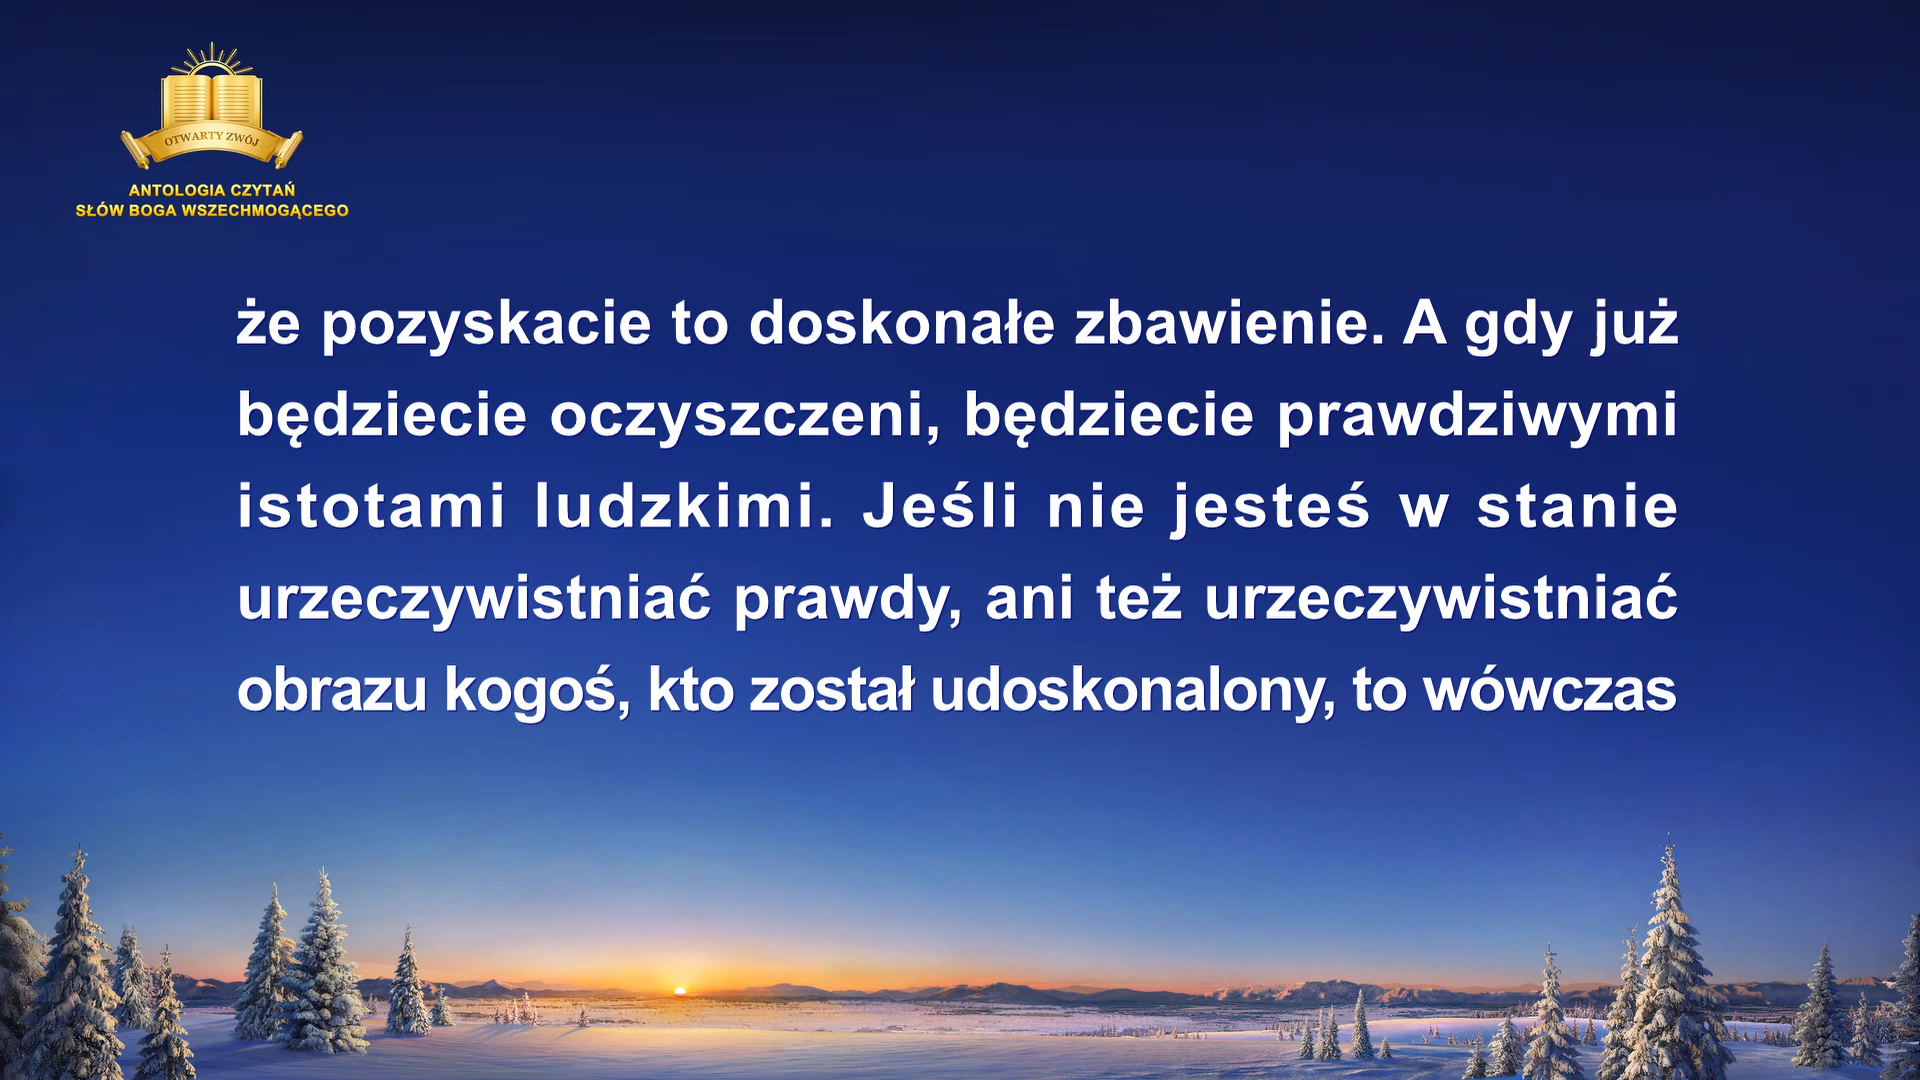 OTWARTY ZWÓJ
ANTOLOGIA CZYTAŃ
SŁÓW BOGA WSZECHMOGĄCEGO
że pozyskacie to doskonałe zbawienie. A gdy już
będziecie oczyszczeni, będziecie prawdziwymi
istotami ludzkimi. Jeśli nie jesteś w stanie
urzeczywistniać prawdy, ani też urzeczywistniać
obrazu kogoś, kto został udoskonalony, to wówczas